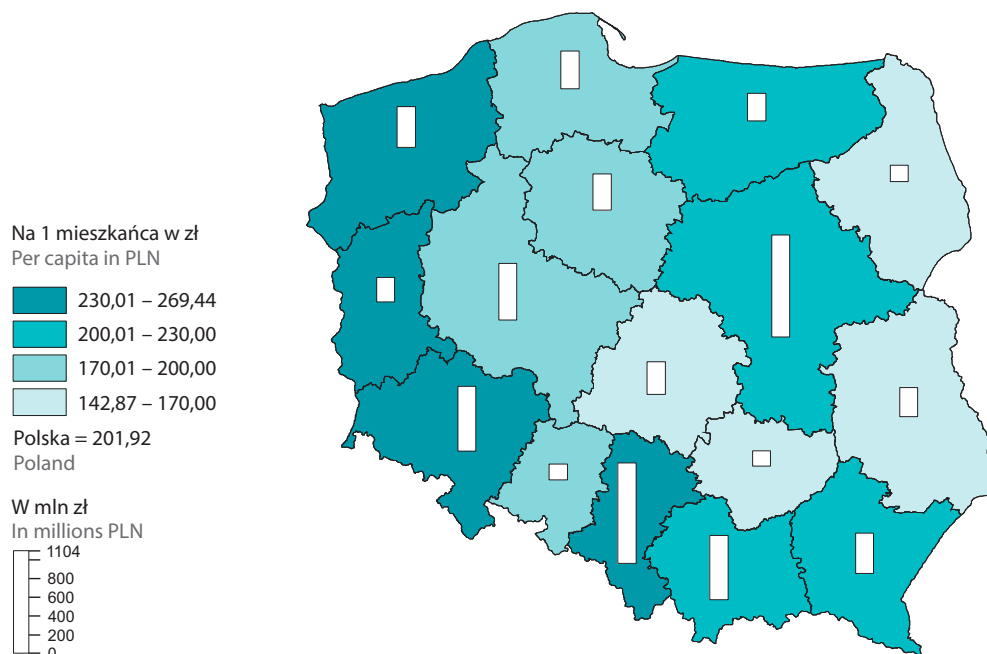 Na 1 mieszkańca w zł
Per capita in PLN
230,01 – 269,44
200,01 – 230,00
170,01 – 200,00
142,87 – 170,00
Polska = 201,92
Poland
W mln zł
In millions PLN
1104
800
600
400
200
0